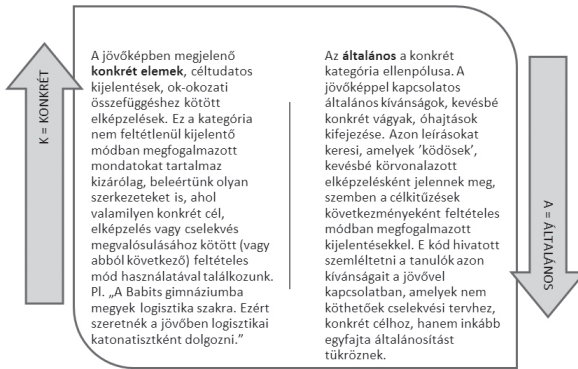 K = KONKRÉT
A jövőképben megjelenő
konkrét elemek, céltudatos
kijelentések, ok-okozati
összefüggéshez kötött
elképzelések. Ez a kategória
nem feltétlenül kijelentő
módban megfogalmazott
mondatokat tartalmaz
kizárólag, beleértünk olyan
szerkezeteket is, ahol
valamilyen konkrét cél,
elképzelés vagy cselekvés
megvalósulásához kötött (vagy
abból következő) feltételes
mód használatával találkozunk.
Pl. „A Babits gimnáziumba
megyek logisztika szakra. Ezért
szeretnék a jövőben logisztikai
katonatisztként dolgozni.”
Az általános a konkrét
kategória ellenpólusa. A
jövőképpel kapcsolatos
általános kívánságok, kevésbé
konkrét vágyak, óhajtások
kifejezése. Azon leírásokat
keresi, amelyek ’ködösek’,
kevésbé körvonalazott
elképzelésként jelennek meg,
szemben a célkitűzések
következményeként feltételes
módban megfogalmazott
kijelentésekkel. E kód hivatott
szemléltetni a tanulók azon
kívánságait a jövővel
kapcsolatban, amelyek nem
köthetőek cselekvési tervhez,
konkrét célhoz, hanem inkább
egyfajta általánosítást
tükröznek.
A = ÁLTALÁNOS